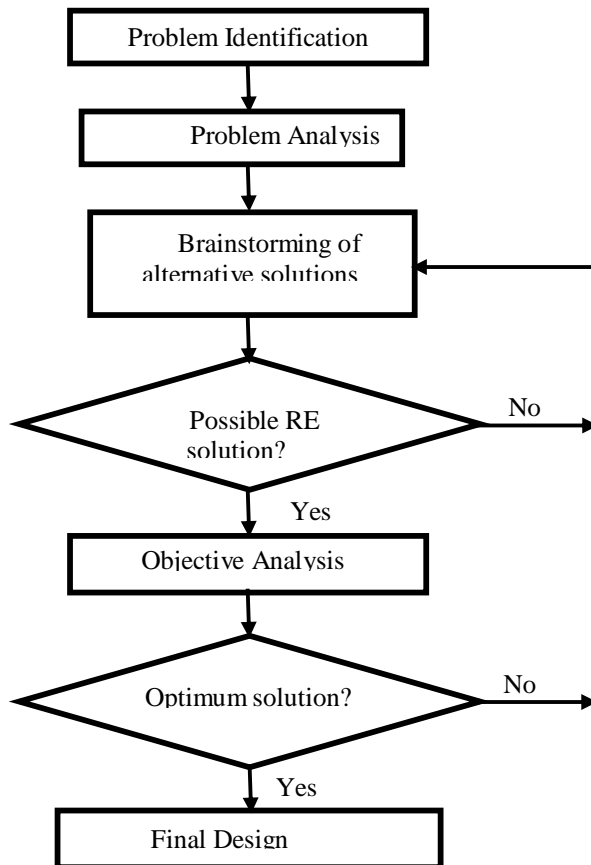 Problem Identification
Problem Analysis
Brainstorming of
alternative solutions
Possible RE
solution?
No
Yes
Objective Analysis
Optimum solution?
No
Yes
Final Design